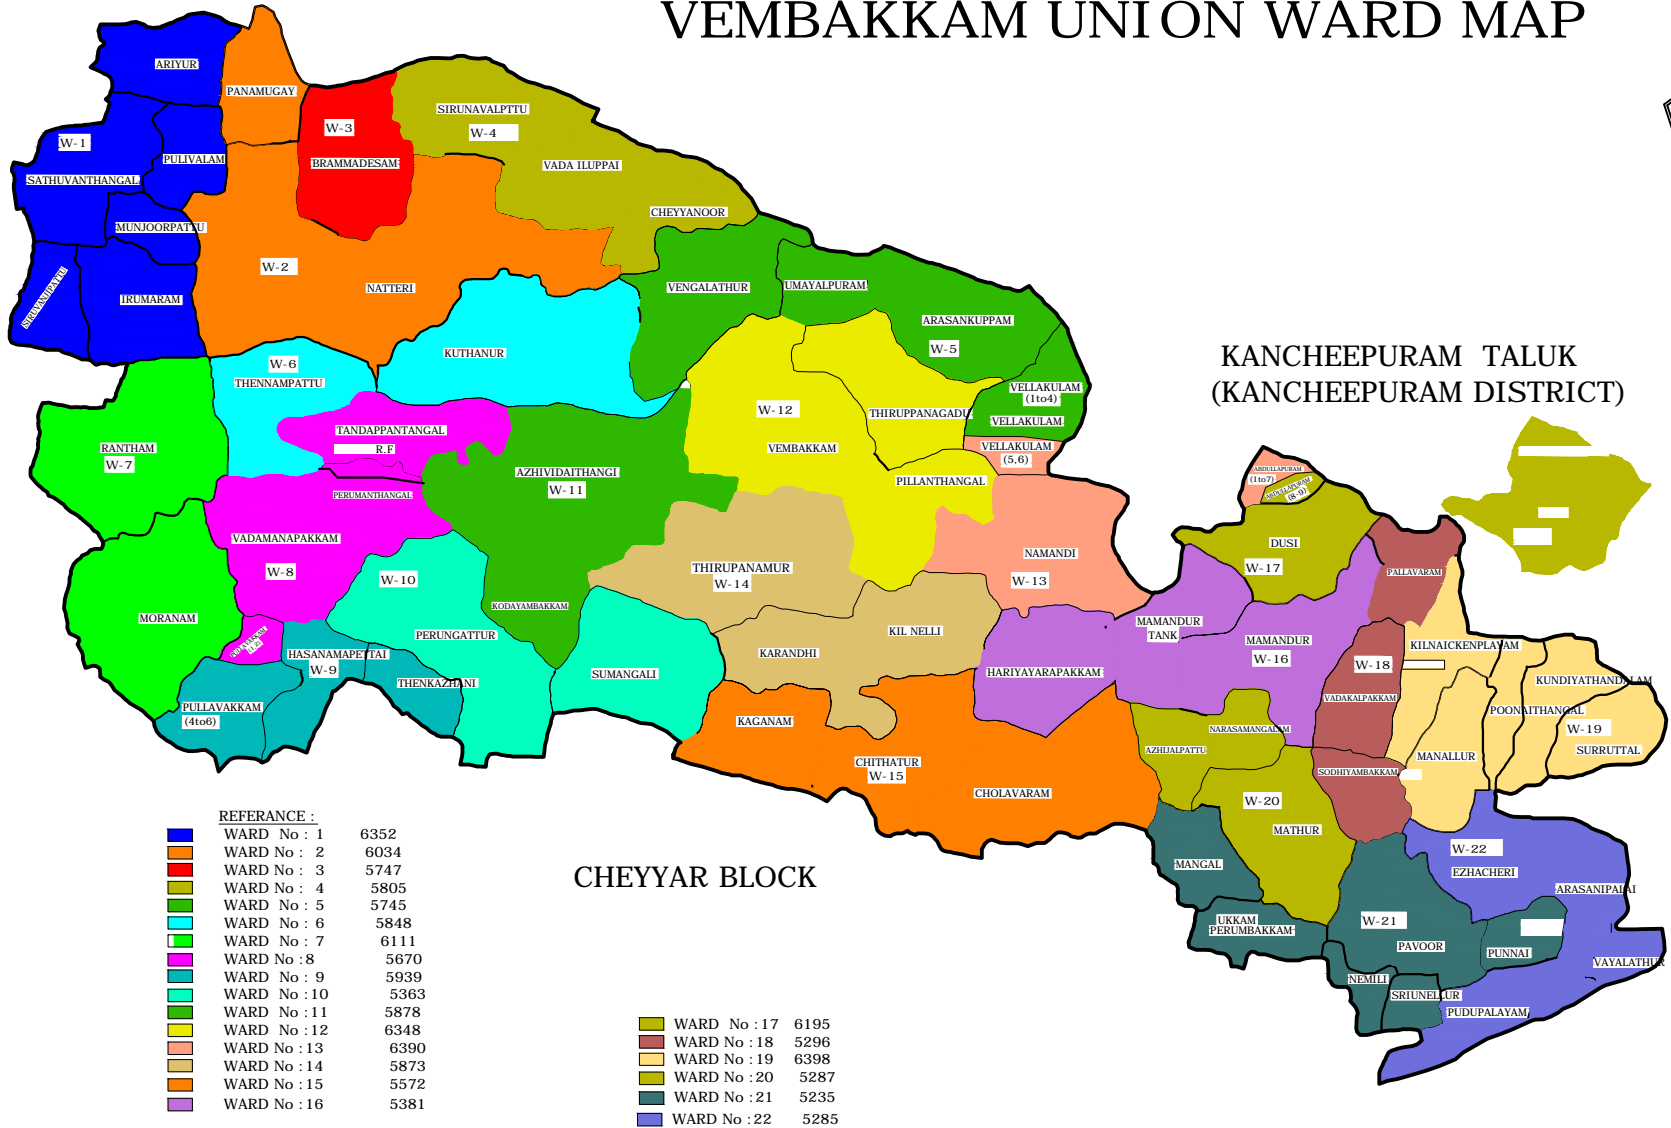 VEMBAKKAM UNION WARD MAP
ARIYUR
PANAMUGAY
SIRUNAVALPTTU
W-4
W-3
W-1
BRAMMADESAM
PULIVALAM
VADA ILUPPAI
SATHUVANTHANGAL
CHEYYANOOR
MUNJOORPATTU
W-2
NATTERI
SIRUVANJIPATTU
IRUMARAM
VENGALATHUR
UMAYALPURAM
ARASANKUPPAM
W-5
KANCHEEPURAM TALUK
(KANCHEEPURAM DISTRICT)
KUTHANUR
W-6
THENNAMPATTU
VELLAKULAM
(1to4)
VELLAKULAM
W-12
THIRUPPANAGADU
TANDAPPANTANGAL
R.F
RANTHAM
W-7
VEMBAKKAM
VELLAKULAM
(5,6)
AZHIVIDAITHANGI
W-11
PILLANTHANGAL
ABDULLAPURAM
(1to7)
ABDULLAPURAM
(8-9)
PERUMANTHANGAL
VADAMANAPAKKAM
W-8
W-10
THIRUPANAMUR
W-14
NAMANDI
W-13
DUSI
W-17
PALLAVARAM
KODAYAMBAKKAM
MORANAM
PERUNGATTUR
KIL NELLI
KARANDHI
MAMANDUR
TANK
MAMANDUR
W-16
KILNAICKENPLAYAM
W-18
HASANAMAPETTAI
W-9
THENKAZHANI
SUMANGALI
HARIYAYARAPAKKAM
VADAKALPAKKAM
KUNDIYATHANDALAM
POONAITHANGAL
W-19
SURRUTTAL
PULLAVAKKAM
(4to6)
KAGANAM
NARASAMANGALAM
AZHIJALPATTU
MANALLUR
CHITHATUR
W-15
SODHIYAMBAKKAM
CHOLAVARAM
W-20
MATHUR
REFERANCE :
WARD No : 1 6352
WARD No : 2 6034
WARD No : 3 5747
WARD No : 4 5805
WARD No : 5 5745
WARD No : 6 5848
WARD No : 7 6111
WARD No : 8 5670
WARD No : 9 5939
WARD No : 10 5363
WARD No : 11 5878
WARD No : 12 6348
WARD No : 13 6390
WARD No : 14 5873
WARD No : 15 5572
WARD No : 16 5381
CHEYYAR BLOCK
MANGAL
W-22
EZHACHERI
ARASANIPALAI
UKKAM
PERUMBAKKAM
W-21
PAVOOR
PUNNAI
VAYALATHUR
NEMILI
SRIUNELLUR
PUDUPALAYAM
WARD No : 17 6195
WARD No : 18 5296
WARD No : 19 6398
WARD No : 20 5287
WARD No : 21 5235
WARD No : 22 5285